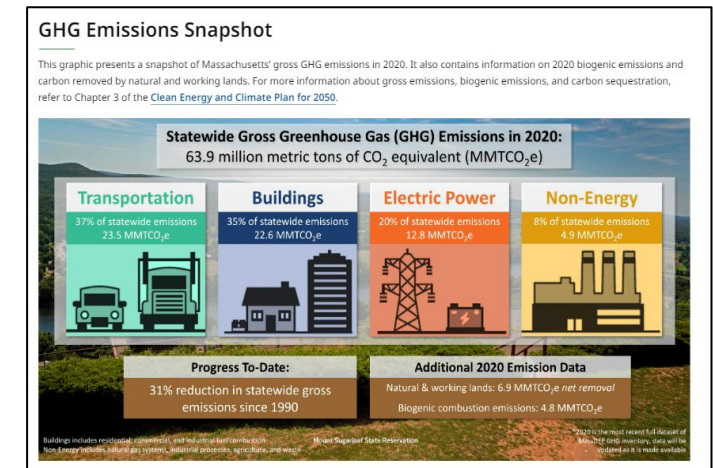 GHG Emissions Snapshot
This graphic presents a snapshot of Massachusetts' gross GHG emissions in 2020. It also contains information on 2020 biogenic emissions and
carbon removed by natural and working lands. For more information about gross emissions, biogenic emissions, and carbon sequestration,
refer to Chapter 3 of the Clean Energy and Climate Plan for 2050.
Statewide Gross Greenhouse Gas (GHG) Emissions in 2020:
63.9 million metric tons of CO₂ equivalent (MMTCO₂e)
Transportation
37% of statewide emissions
23.5 MMTCO₂e
Buildings
35% of statewide emissions
22.6 MMTCO₂e
Electric Power
20% of statewide emissions
12.8 MMTCO₂e
Non-Energy
8% of statewide emissions
4.9 MMTCO₂e
Progress To-Date:
31% reduction in statewide gross
emissions since 1990
Additional 2020 Emission Data
Natural & working lands: 6.9 MMTCO₂e net removal
Biogenic combustion emissions: 4.8 MMTCO₂e
Buildings includes residential, commercial, and industrial fuel combustion
Non-Energy includes natural gas systems, industrial processes, agriculture, and waste
Mount Sugarloaf State Reservation
*2020 is the most recent full dataset of
MassDEP GHG inventory, data will be
updated as it is made available